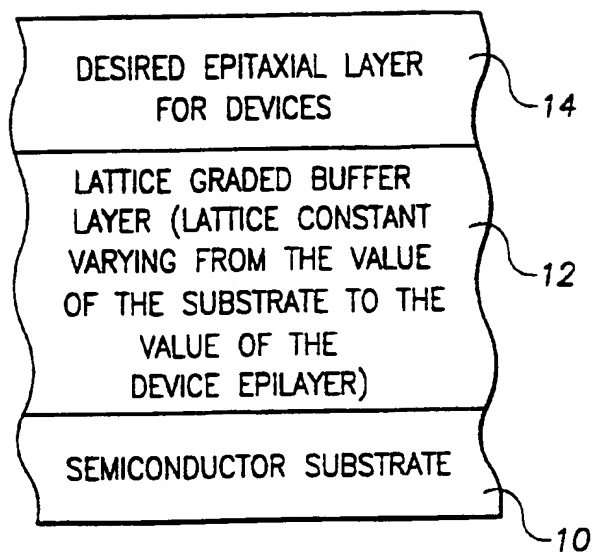 DESIRED EPITAXIAL LAYER
FOR DEVICES
14
LATTICE GRADED BUFFER
LAYER (LATTICE CONSTANT
VARYING FROM THE VALUE
OF THE SUBSTRATE TO THE
VALUE OF THE
DEVICE EPILAYER)
12
SEMICONDUCTOR SUBSTRATE
10